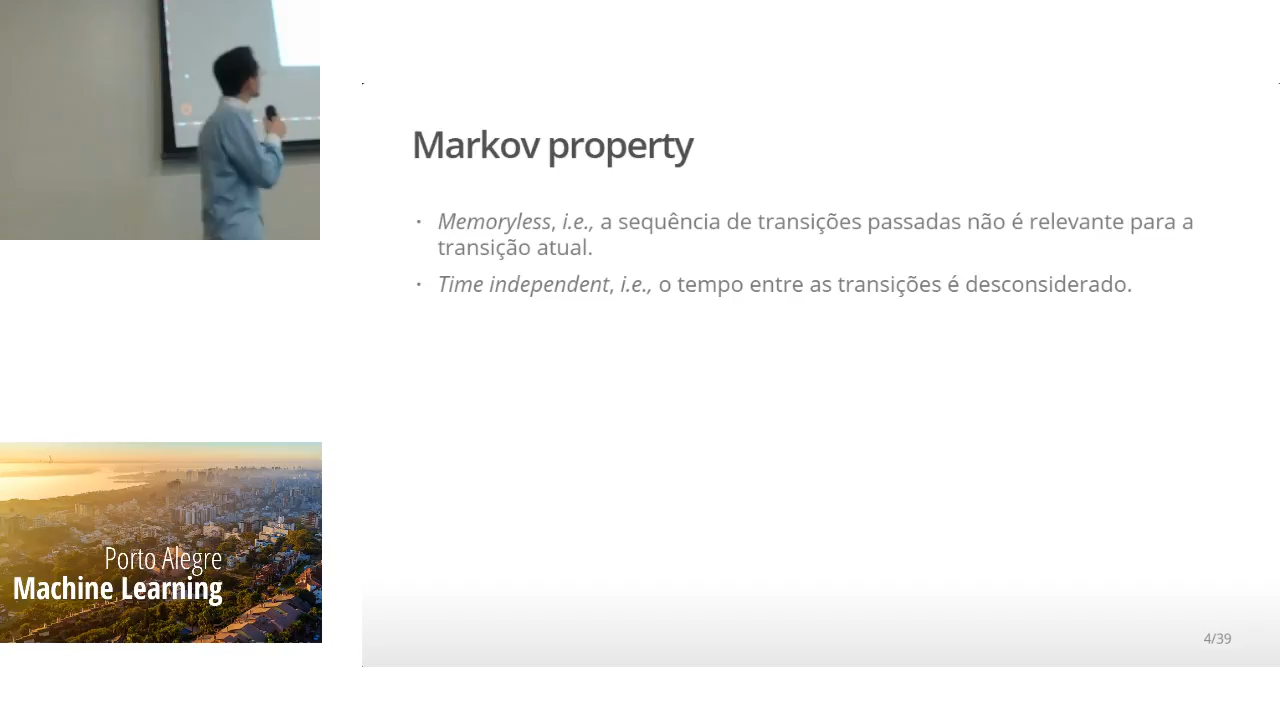 Markov property
· Memoryless, i.e., a sequência de transições passadas não é relevante para a
transição atual.
· Time independent, i.e., o tempo entre as transições é desconsiderado.
Porto Alegre
Machine Learning
4/39